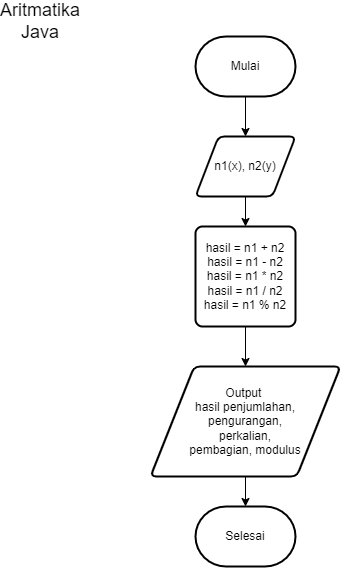 Aritmatika
Java
Mulai
n1(x), n2(y)
hasil = n1 + n2
hasil = n1 - n2
hasil = n1 * n2
hasil = n1 / n2
hasil = n1 % n2
Output
hasil penjumlahan,
pengurangan,
perkalian,
pembagian, modulus
Selesai